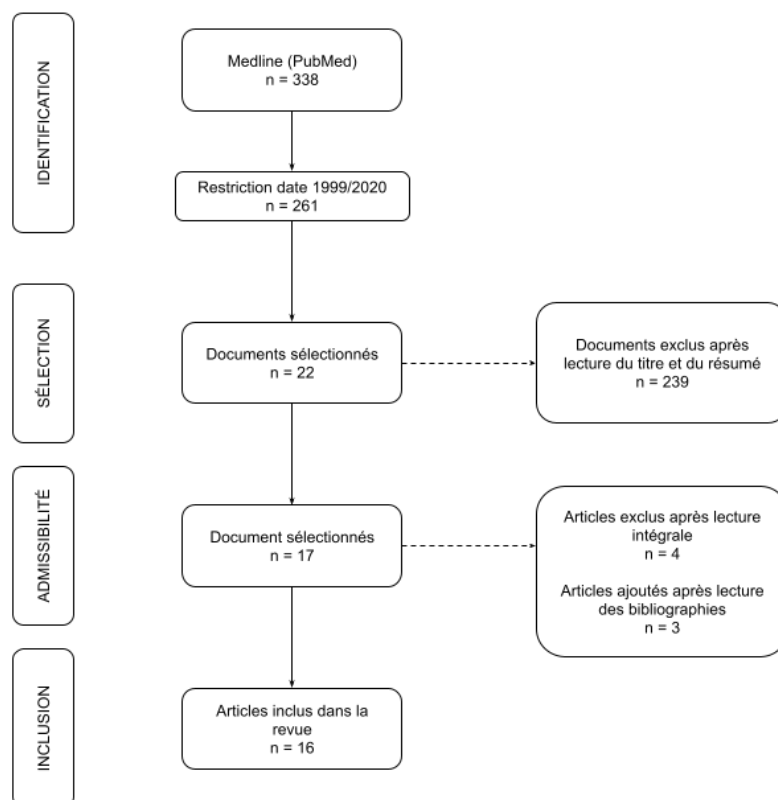 IDENTIFICATION
Medline (PubMed)
n = 338
Restriction date 1999/2020
n = 261
SÉLECTION
Documents sélectionnés
n = 22
Documents exclus après
lecture du titre et du résumé
n = 239
ADMISSIBILITÉ
Document sélectionnés
n = 17
Articles exclus après lecture
intégrale
n = 4
Articles ajoutés après lecture
des bibliographies
n = 3
INCLUSION
Articles inclus dans la
revue
n = 16